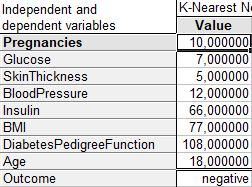 Independent and dependent variables K-Nearest Ne
Value
Pregnancies 10,000000
Glucose 7,000000
SkinThickness 5,000000
BloodPressure 12,000000
Insulin 66,000000
BMI 77,000000
DiabetesPedigreeFunction 108,000000
Age 18,000000
Outcome negative